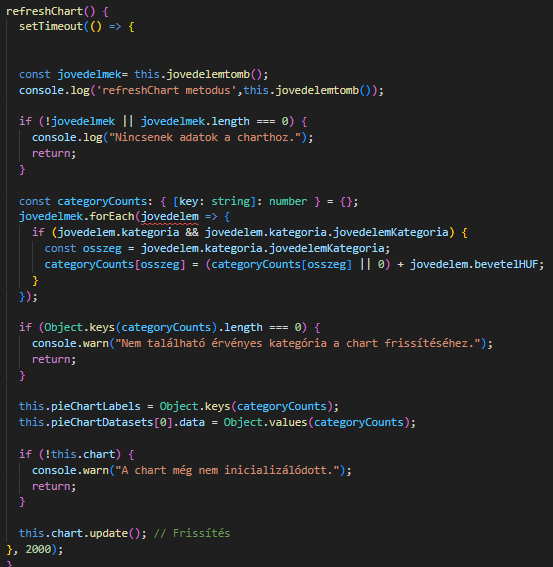 refreshChart() {
setTimeout(() => {
const jovedelmek= this.jovedelemtomb();
console.log('refreshChart metodus',this.jovedelemtomb());
if (!jovedelmek || jovedelmek.length === 0) {
console.log("Nincsenek adatok a charthoz.");
return;
}
const categoryCounts: { [key: string]: number } = {};
jovedelmek.forEach(jovedelem => {
if (jovedelem.kategoria && jovedelem.kategoria.jovedelemKategoria) {
const osszeg = jovedelem.kategoria.jovedelemKategoria;
categoryCounts[osszeg] = (categoryCounts[osszeg] || 0) + jovedelem.bevetelHUF;
}
});
if (Object.keys(categoryCounts).length === 0) {
console.warn("Nem található érvényes kategória a chart frissítéséhez.");
return;
}
this.pieChartLabels = Object.keys(categoryCounts);
this.pieChartDatasets[0].data = Object.values(categoryCounts);
if (!this.chart) {
console.warn("A chart még nem inicializálódott.");
return;
}
this.chart.update(); // Frissítés
}, 2000);
}